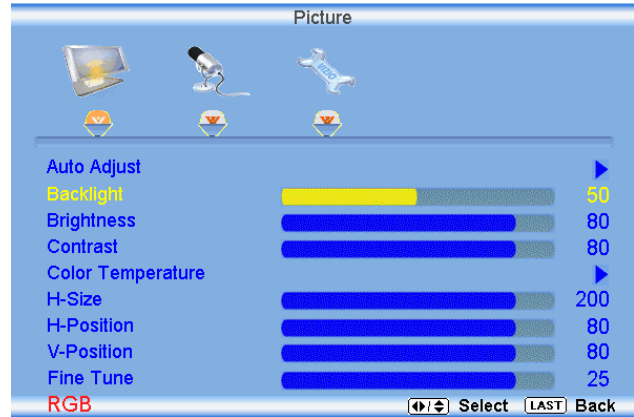 Picture
Auto Adjust
Backlight 50
Brightness 80
Contrast 80
Color Temperature
H-Size 200
H-Position 80
V-Position 80
Fine Tune 25
RGB Select LAST Back